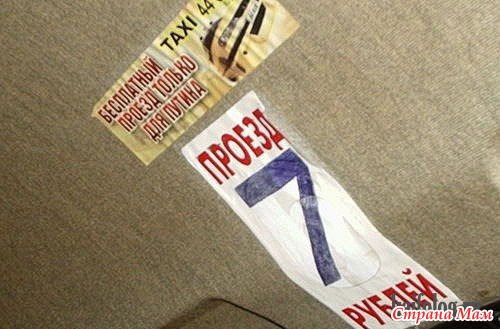 TAXI 44
БЕСПЛАТНЫЙ
ПРОЕЗД ТОЛЬКО
ДЛЯ ПУТИНА
ПРОЕЗД
7
РУБЛЕЙ
Страна Мам